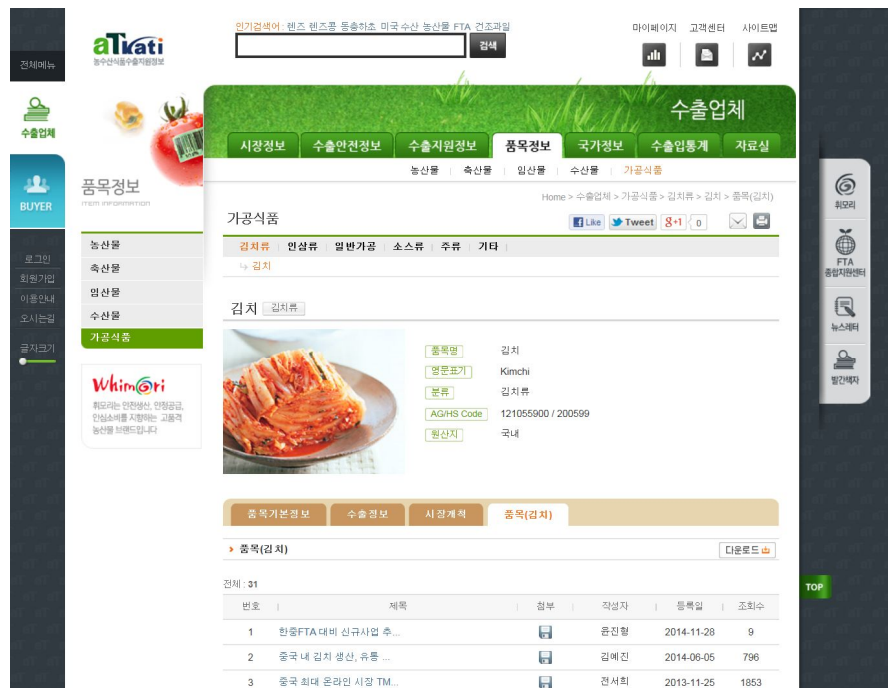 인기검색어 : 렌즈 렌즈콩 동충하초 미국 수산 농산물 FTA 건조과일
검색
마이페이지 고객센터 사이트맵
aTkati
농수산식품수출지원정보
전체메뉴
수출업체
BUYER
로그인
회원가입
이용안내
오시는길
글자크기
수출업체
시장정보 수출안전정보 수출지원정보 품목정보 국가정보 수출입통계 자료실
농산물 축산물 임산물 수산물 가공식품
품목정보
ITEM INFORMATION
농산물
축산물
임산물
수산물
가공식품
Whimori
휘모리는 안전생산, 안정공급,
안심소비를 지향하는 고품격
농산물 브랜드입니다
Home > 수출업체 > 가공식품 > 김치류 > 김치 > 품목(김치)
가공식품
Like Tweet g+1 0
김치류 인삼류 일반가공 소스류 주류 기타
김치
김치 김치류
품목명 김치
영문표기 Kimchi
분류 김치류
AG/HS Code 121055900 / 200599
원산지 국내
품목기본정보 수출정보 시장개척 품목(김치)
품목(김치) 다운로드
전체 : 31
번호 제목 첨부 작성자 등록일 조회수
1 한중FTA 대비 신규사업 추... 윤진형 2014-11-28 9
2 중국 내 김치 생산, 유통 ... 김예진 2014-06-05 796
3 중국 최대 온라인 시장 TM... 전서희 2013-11-25 1853
휘모리
FTA
종합지원센터
뉴스레터
발간책자
TOP